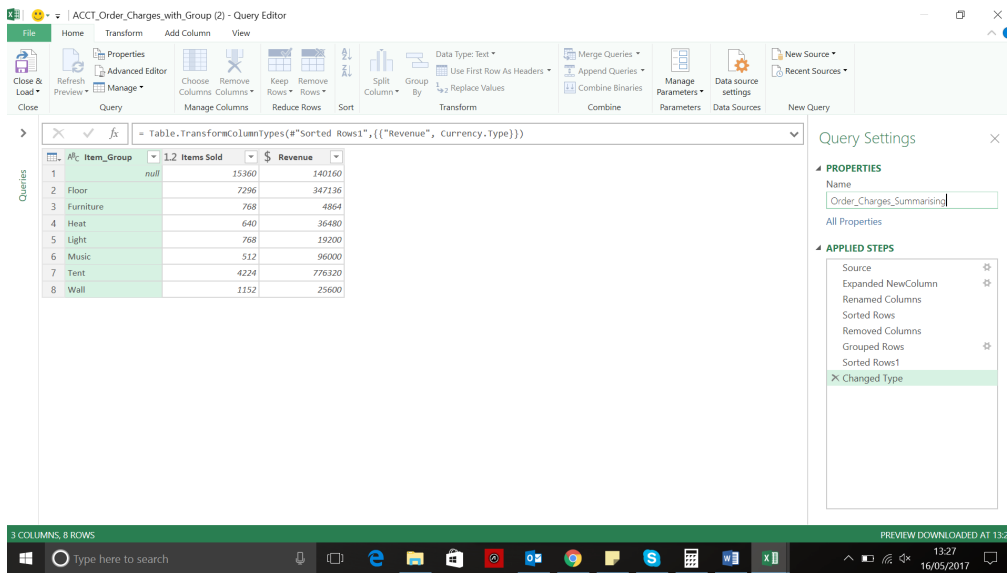 ACCT_Order_Charges_with_Group (2) - Query Editor
File Home Transform Add Column View
Close & Load
Close
Refresh Preview
Properties
Advanced Editor
Manage
Query
Choose Columns
Remove Columns
Manage Columns
Keep Rows
Remove Rows
Reduce Rows
Sort
Split Column
Group By
Data Type: Text
Use First Row As Headers
1 2 Replace Values
Transform
Merge Queries
Append Queries
Combine Binaries
Combine
Manage Parameters
Parameters
Data source settings
Data Sources
New Source
Recent Sources
New Query
fx = Table.TransformColumnTypes(#"Sorted Rows1",{{"Revenue", Currency.Type}})
Queries
ABC Item_Group 1.2 Items Sold $ Revenue
1 null 15360 140160
2 Floor 7296 347136
3 Furniture 768 4864
4 Heat 640 36480
5 Light 768 19200
6 Music 512 96000
7 Tent 4224 776320
8 Wall 1152 25600
Query Settings
PROPERTIES
Name
Order_Charges_Summarising
All Properties
APPLIED STEPS
Source
Expanded NewColumn
Renamed Columns
Sorted Rows
Removed Columns
Grouped Rows
Sorted Rows1
Changed Type
3 COLUMNS, 8 ROWS
PREVIEW DOWNLOADED AT 13:2
Type here to search
13:27
16/05/2017